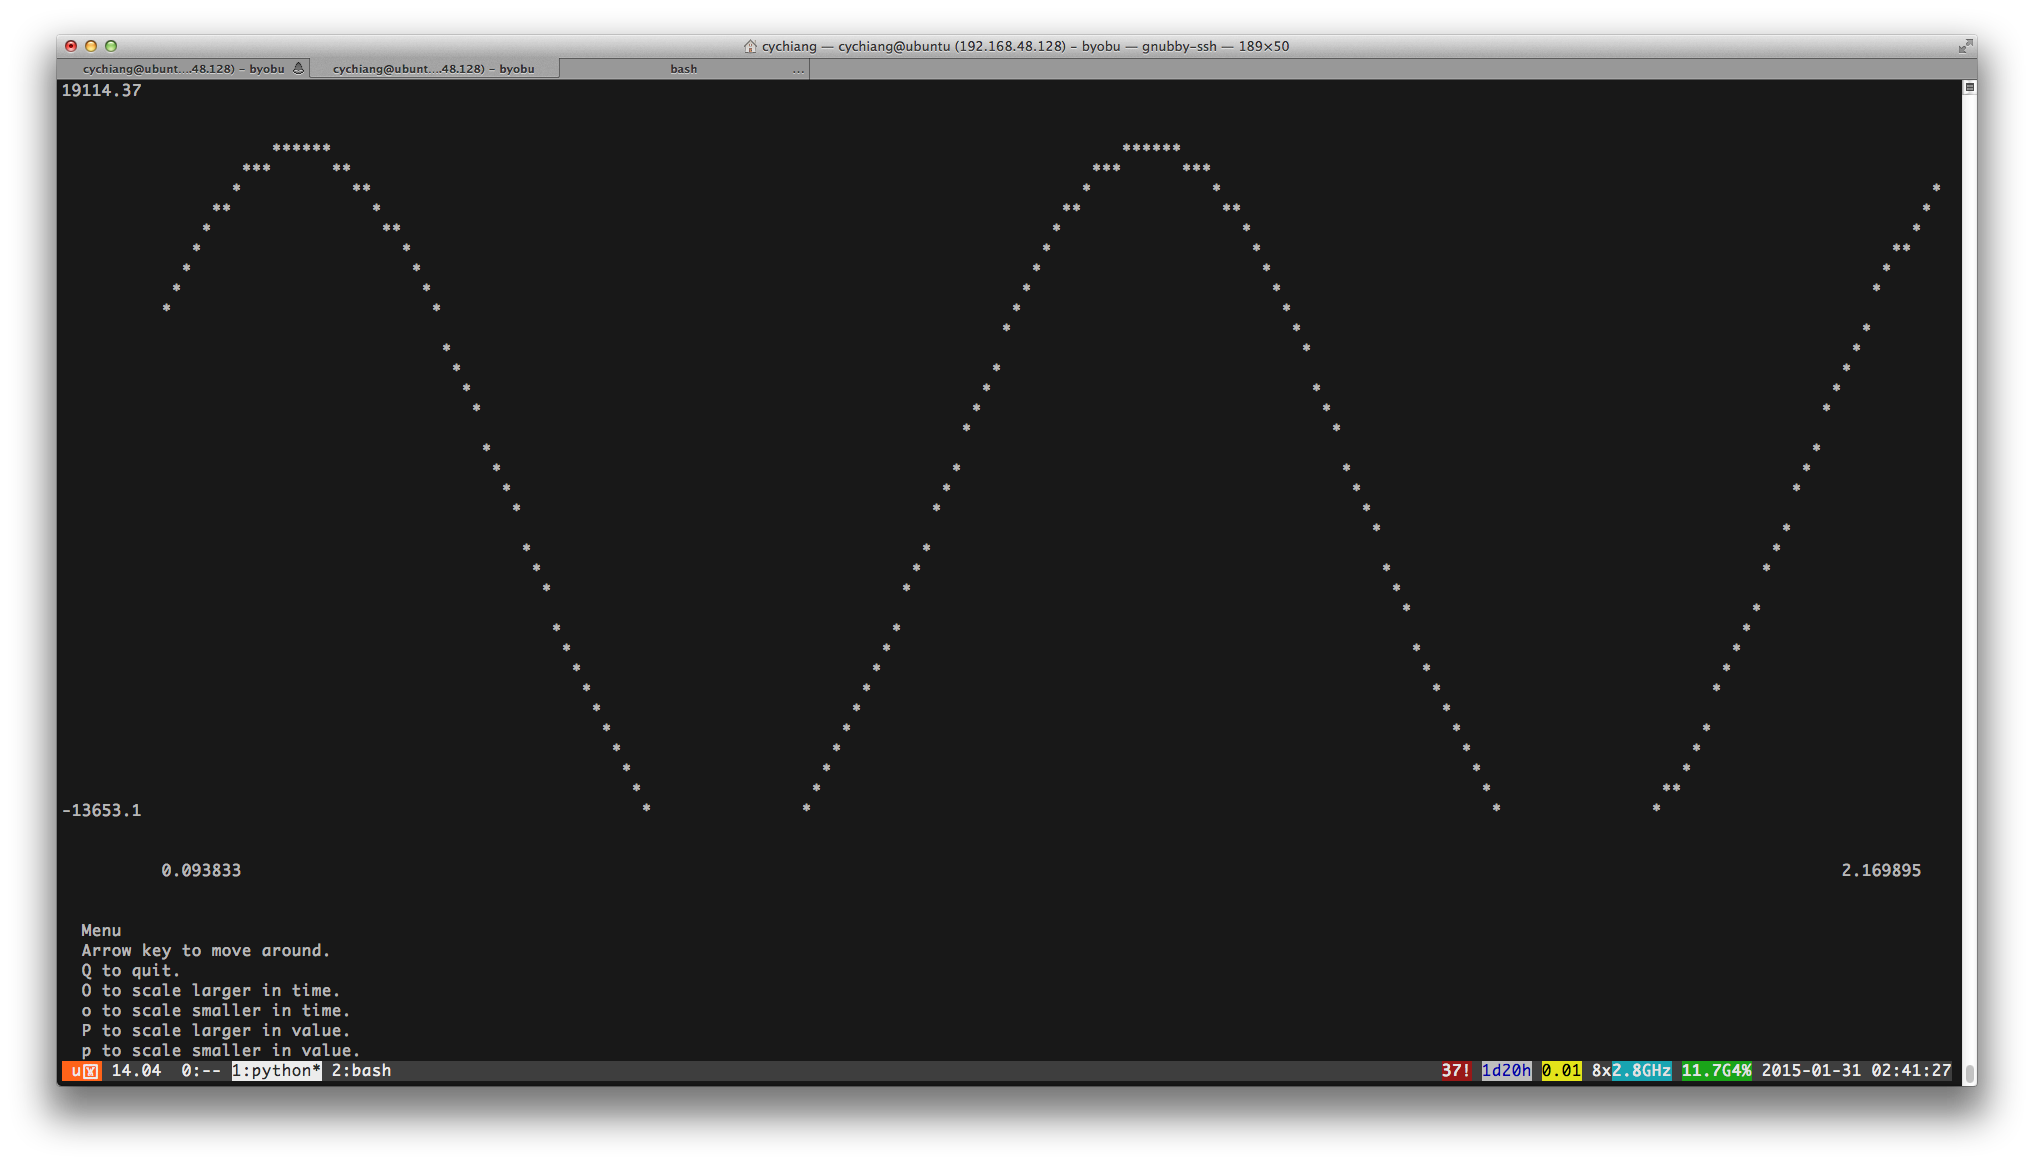 cychiang — cychiang@ubuntu (192.168.48.128) - byobu — gnubby-ssh — 189×50
cychiang@ubunt....48.128) - byobu cychiang@ubunt....48.128) - byobu bash ...
19114.37
-13653.1
0.093833 2.169895
Menu
Arrow key to move around.
Q to quit.
O to scale larger in time.
o to scale smaller in time.
P to scale larger in value.
p to scale smaller in value.
u 14.04 0:-- 1:python* 2:bash 37! 1d20h 0.01 8x2.8GHz 11.7G4% 2015-01-31 02:41:27